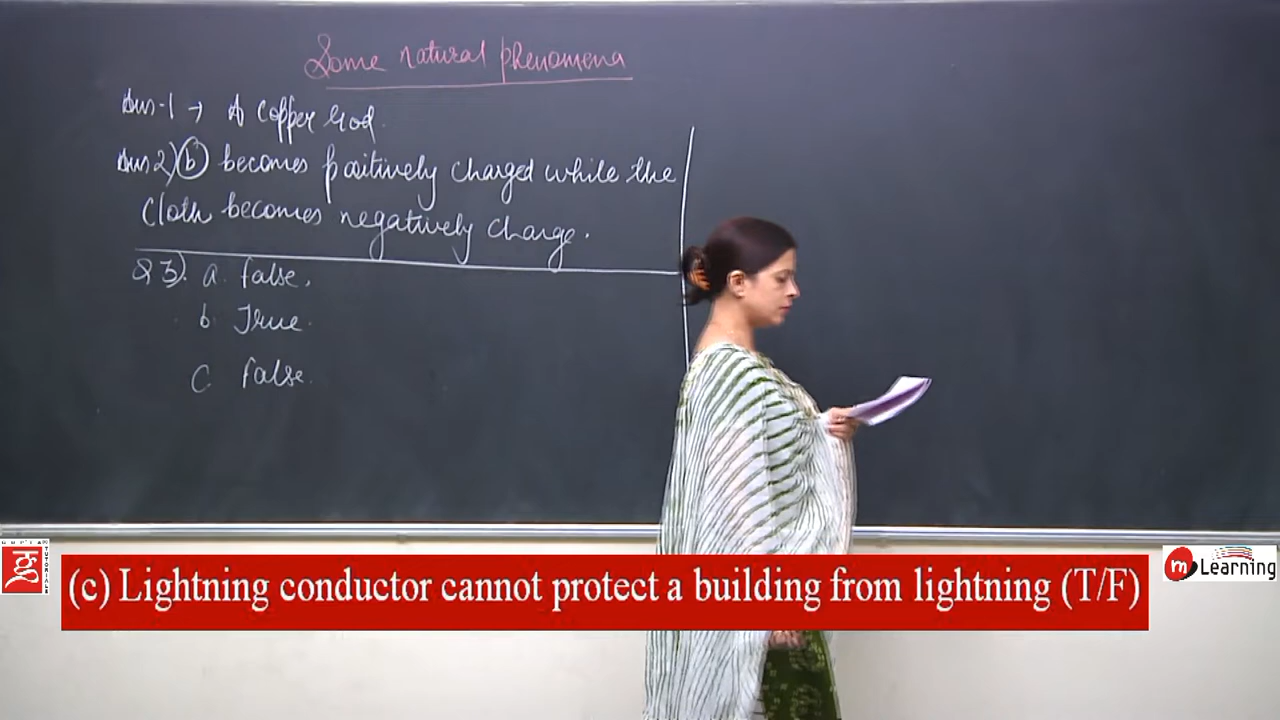 Some natural phenomena
Ans-1 → A Copper rod.
Ans 2) (b) becomes positively charged while the
Cloth becomes negatively charge.
Q 3). a. false.
b. True.
C. false.
(c) Lightning conductor cannot protect a building from lightning (T/F)
m Learning